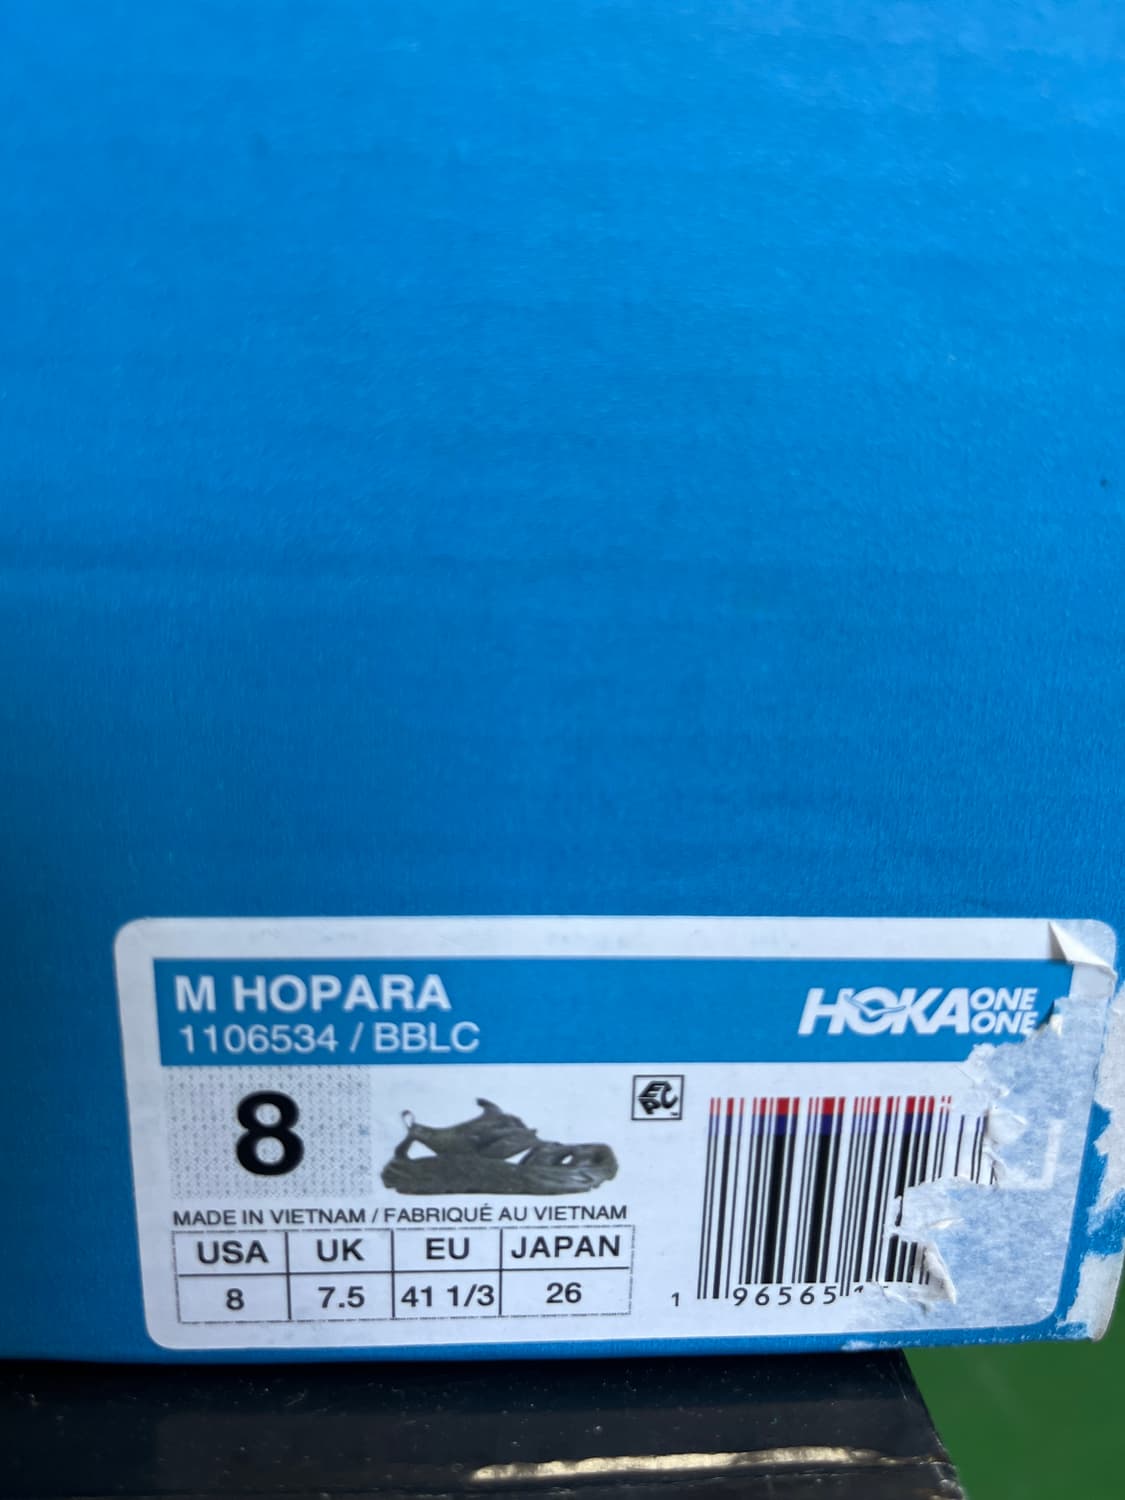 M HOPARA
1106534 / BBLC
HOKA ONE ONE
8
EPC
MADE IN VIETNAM / FABRIQUÉ AU VIETNAM
USA UK EU JAPAN
8 7.5 41 1/3 26
1 96565